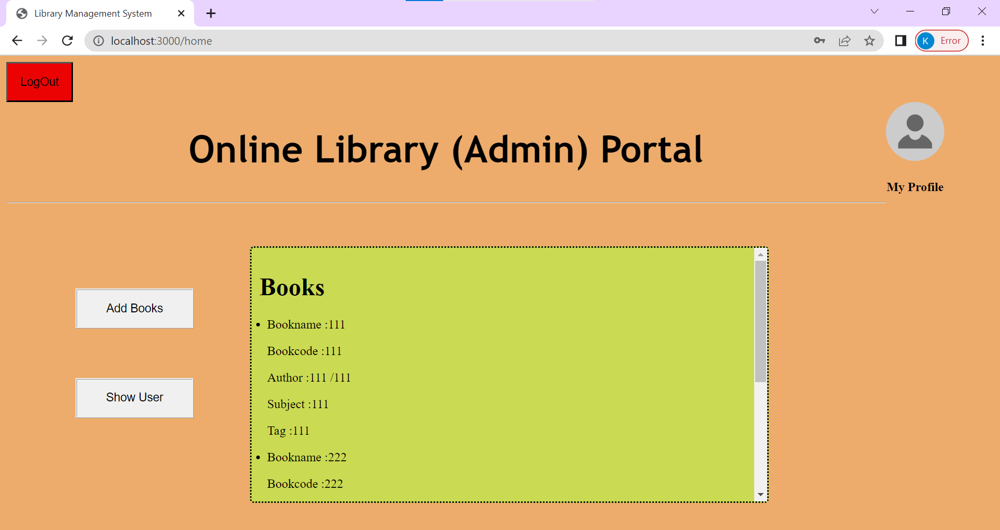 Library Management System
localhost:3000/home
K Error
LogOut
Online Library (Admin) Portal
My Profile
Add Books
Show User
Books
Bookname :111
Bookcode :111
Author :111 /111
Subject :111
Tag :111
Bookname :222
Bookcode :222